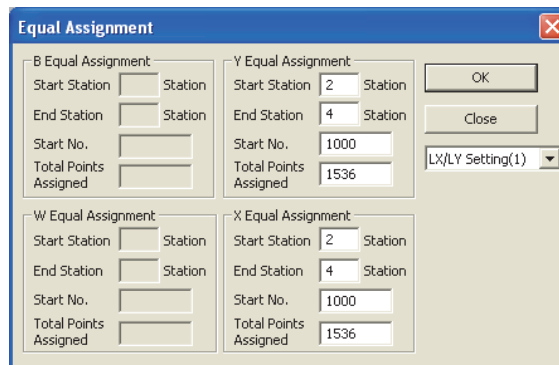 Equal Assignment
B Equal Assignment
Start Station Station
End Station Station
Start No.
Total Points
Assigned
Y Equal Assignment
Start Station 2 Station
End Station 4 Station
Start No. 1000
Total Points
Assigned 1536
OK
Close
LX/LY Setting(1)
W Equal Assignment
Start Station Station
End Station Station
Start No.
Total Points
Assigned
X Equal Assignment
Start Station 2 Station
End Station 4 Station
Start No. 1000
Total Points
Assigned 1536